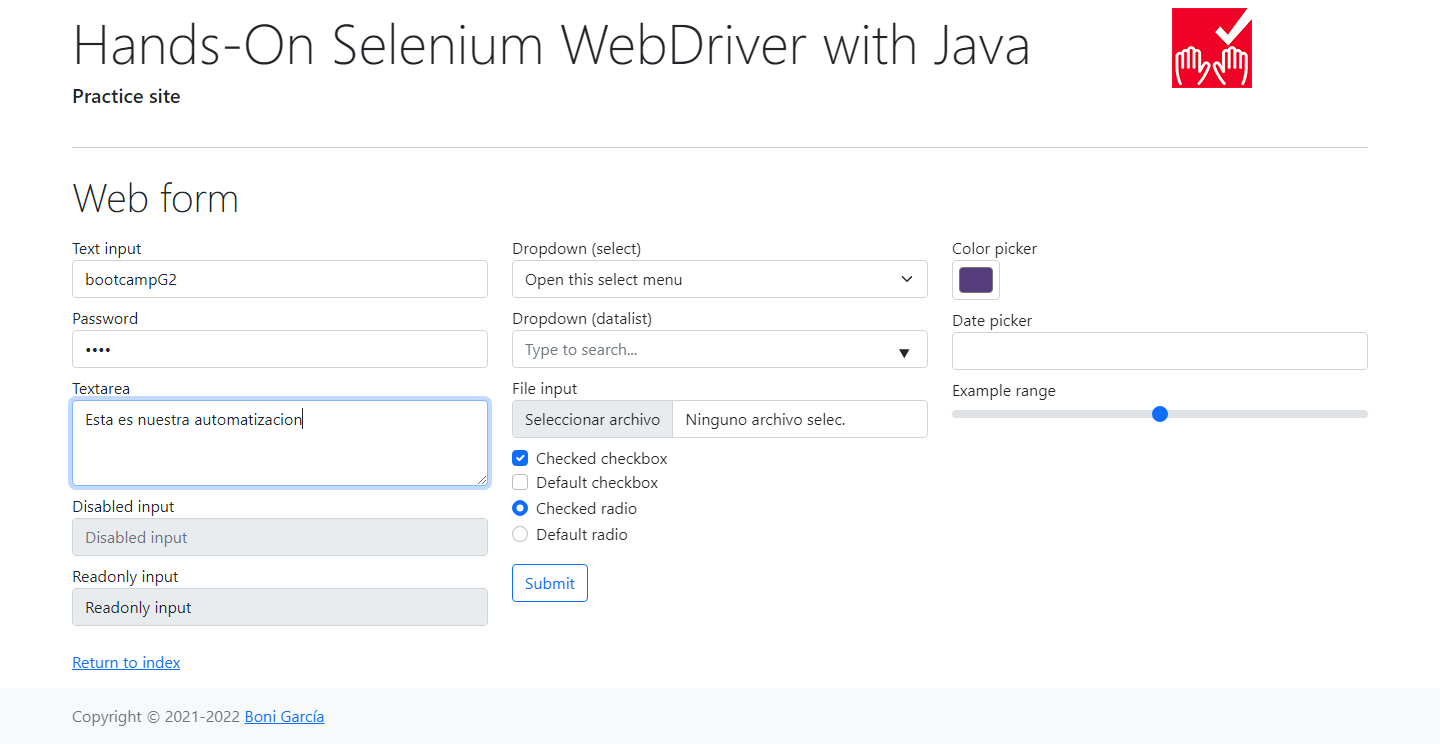 Hands-On Selenium WebDriver with Java
Practice site
Web form
Text input
bootcampG2
Password
••••
Textarea
Esta es nuestra automatizacion
Disabled input
Disabled input
Readonly input
Readonly input
Return to index
Dropdown (select)
Open this select menu
Dropdown (datalist)
Type to search...
File input
Seleccionar archivo Ninguno archivo selec.
Checked checkbox
Default checkbox
Checked radio
Default radio
Submit
Color picker
Date picker
Example range
Copyright © 2021-2022 Boni García